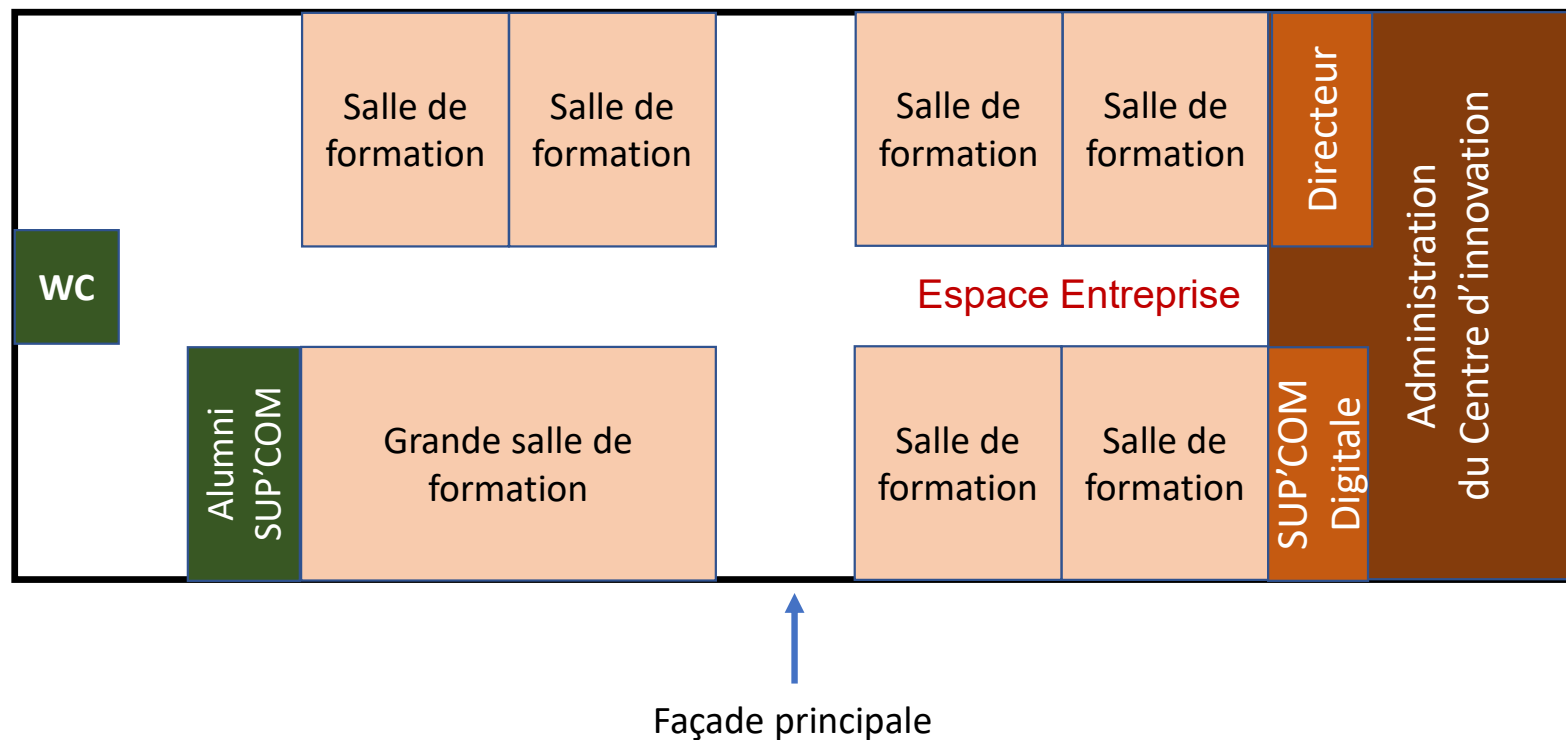 Salle de
formation
Salle de
formation
Salle de
formation
Salle de
formation
Directeur
Administration
du Centre d’innovation
WC
Espace Entreprise
Alumni
SUP’COM
Grande salle de
formation
Salle de
formation
Salle de
formation
SUP’COM
Digitale
Façade principale